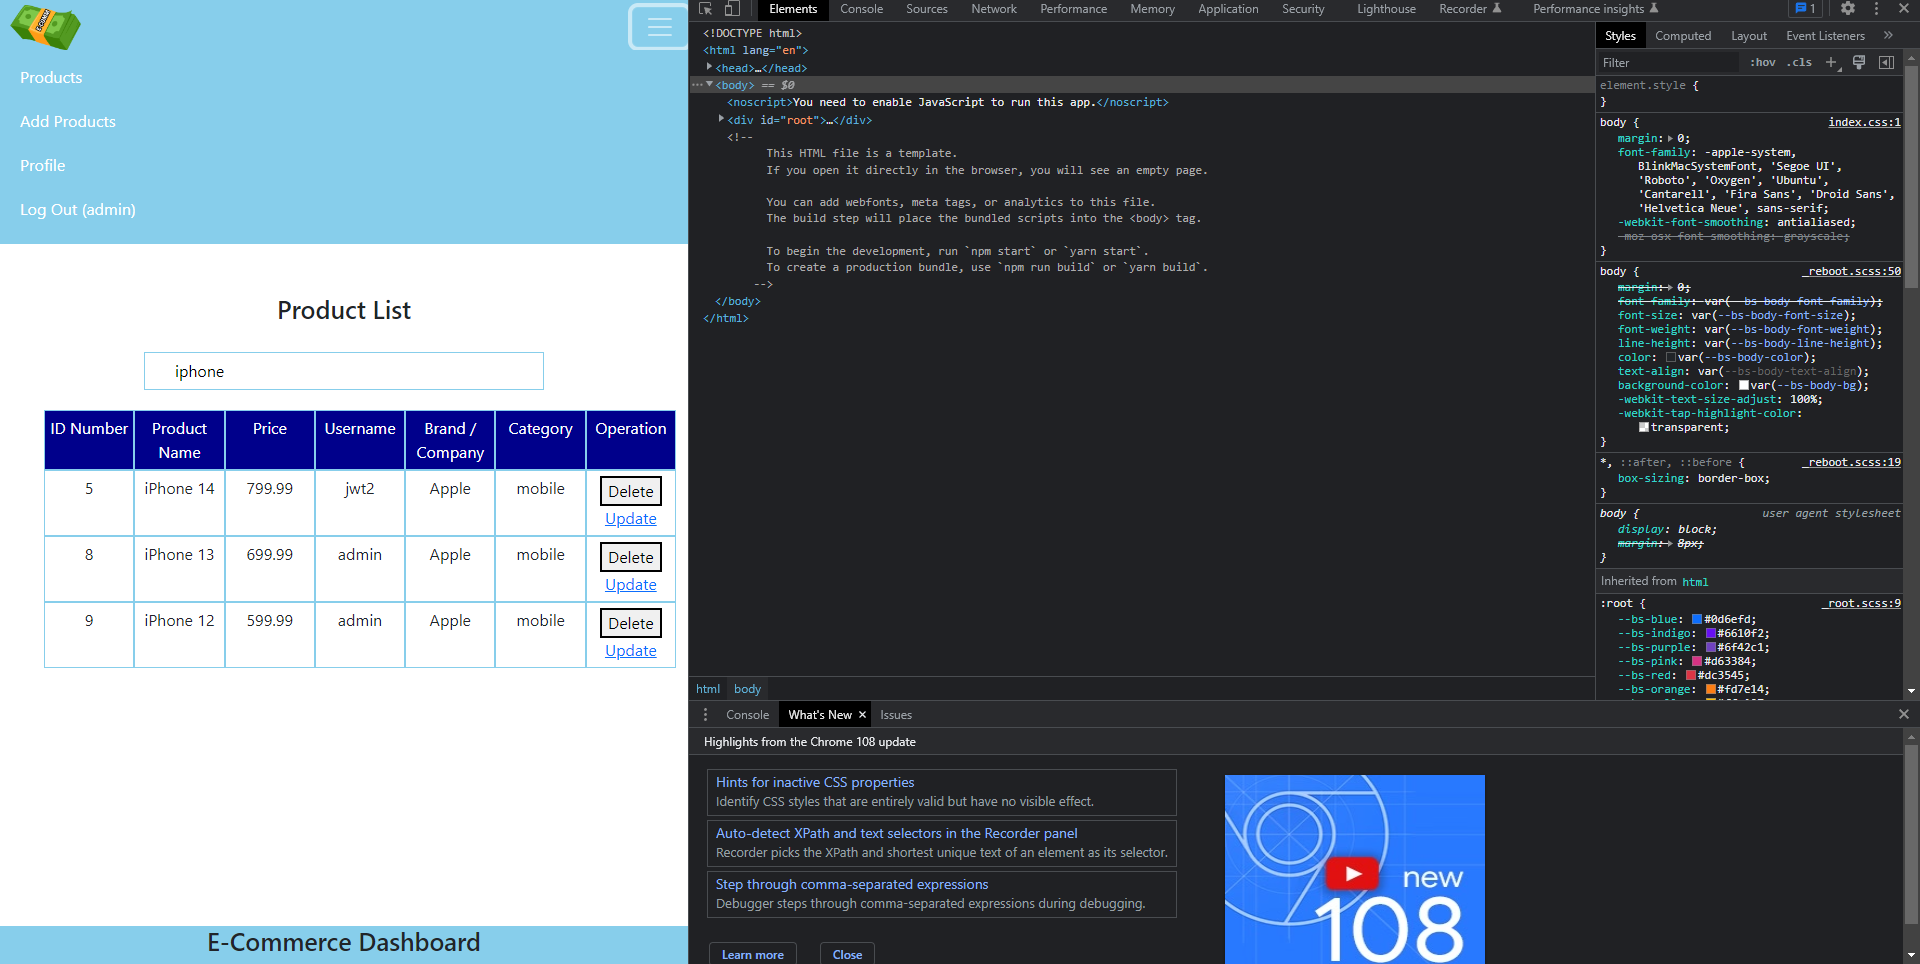 E-COMM
Products
Add Products
Profile
Log Out (admin)
Product List
iphone
ID Number Product Name Price Username Brand / Company Category Operation
5 iPhone 14 799.99 jwt2 Apple mobile Delete Update
8 iPhone 13 699.99 admin Apple mobile Delete Update
9 iPhone 12 599.99 admin Apple mobile Delete Update
E-Commerce Dashboard
Elements Console Sources Network Performance Memory Application Security Lighthouse Recorder Performance insights 1
<!DOCTYPE html>
<html lang="en">
<head>…</head>
<body> == $0
<noscript>You need to enable JavaScript to run this app.</noscript>
<div id="root">…</div>
<!--
This HTML file is a template.
If you open it directly in the browser, you will see an empty page.
You can add webfonts, meta tags, or analytics to this file.
The build step will place the bundled scripts into the <body> tag.
To begin the development, run `npm start` or `yarn start`.
To create a production bundle, use `npm run build` or `yarn build`.
-->
</body>
</html>
html body
Styles Computed Layout Event Listeners »
Filter :hov .cls +
element.style {
}
body { index.css:1
margin: 0;
font-family: -apple-system,
BlinkMacSystemFont, 'Segoe UI',
'Roboto', 'Oxygen', 'Ubuntu',
'Cantarell', 'Fira Sans', 'Droid Sans',
'Helvetica Neue', sans-serif;
-webkit-font-smoothing: antialiased;
-moz-osx-font-smoothing: grayscale;
}
body { _reboot.scss:50
margin: 0;
font-family: var(--bs-body-font-family);
font-size: var(--bs-body-font-size);
font-weight: var(--bs-body-font-weight);
line-height: var(--bs-body-line-height);
color: var(--bs-body-color);
text-align: var(--bs-body-text-align);
background-color: var(--bs-body-bg);
-webkit-text-size-adjust: 100%;
-webkit-tap-highlight-color:
transparent;
}
*, ::after, ::before { _reboot.scss:19
box-sizing: border-box;
}
body { user agent stylesheet
display: block;
margin: 8px;
}
Inherited from html
:root { _root.scss:9
--bs-blue: #0d6efd;
--bs-indigo: #6610f2;
--bs-purple: #6f42c1;
--bs-pink: #d63384;
--bs-red: #dc3545;
--bs-orange: #fd7e14;
Console What's New Issues
Highlights from the Chrome 108 update
Hints for inactive CSS properties
Identify CSS styles that are entirely valid but have no visible effect.
Auto-detect XPath and text selectors in the Recorder panel
Recorder picks the XPath and shortest unique text of an element as its selector.
Step through comma-separated expressions
Debugger steps through comma-separated expressions during debugging.
Learn more Close
new
108